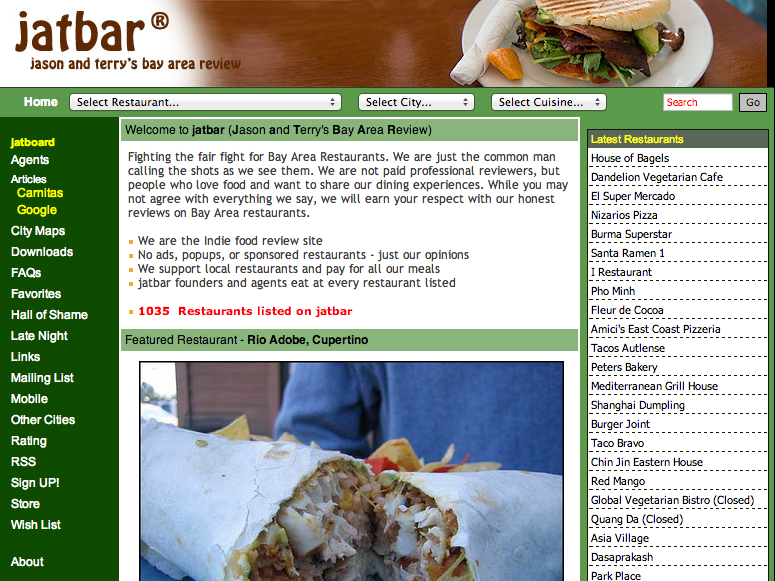 jatbar®
jason and terry's bay area review
Home
Select Restaurant...
Select City...
Select Cuisine...
Search
Go
jatboard
Agents
Articles
Carnitas
Google
City Maps
Downloads
FAQs
Favorites
Hall of Shame
Late Night
Links
Mailing List
Mobile
Other Cities
Rating
RSS
Sign UP!
Store
Wish List
About
Welcome to jatbar (Jason and Terry's Bay Area Review)
Fighting the fair fight for Bay Area Restaurants. We are just the common man
calling the shots as we see them. We are not paid professional reviewers, but
people who love food and want to share our dining experiences. While you may
not agree with everything we say, we will earn your respect with our honest
reviews on Bay Area restaurants.
We are the Indie food review site
No ads, popups, or sponsored restaurants - just our opinions
We support local restaurants and pay for all our meals
jatbar founders and agents eat at every restaurant listed
1035 Restaurants listed on jatbar
Featured Restaurant - Rio Adobe, Cupertino
Latest Restaurants
House of Bagels
Dandelion Vegetarian Cafe
El Super Mercado
Nizarios Pizza
Burma Superstar
Santa Ramen 1
I Restaurant
Pho Minh
Fleur de Cocoa
Amici's East Coast Pizzeria
Tacos Autlense
Peters Bakery
Mediterranean Grill House
Shanghai Dumpling
Burger Joint
Taco Bravo
Chin Jin Eastern House
Red Mango
Global Vegetarian Bistro (Closed)
Quang Da (Closed)
Asia Village
Dasaprakash
Park Place